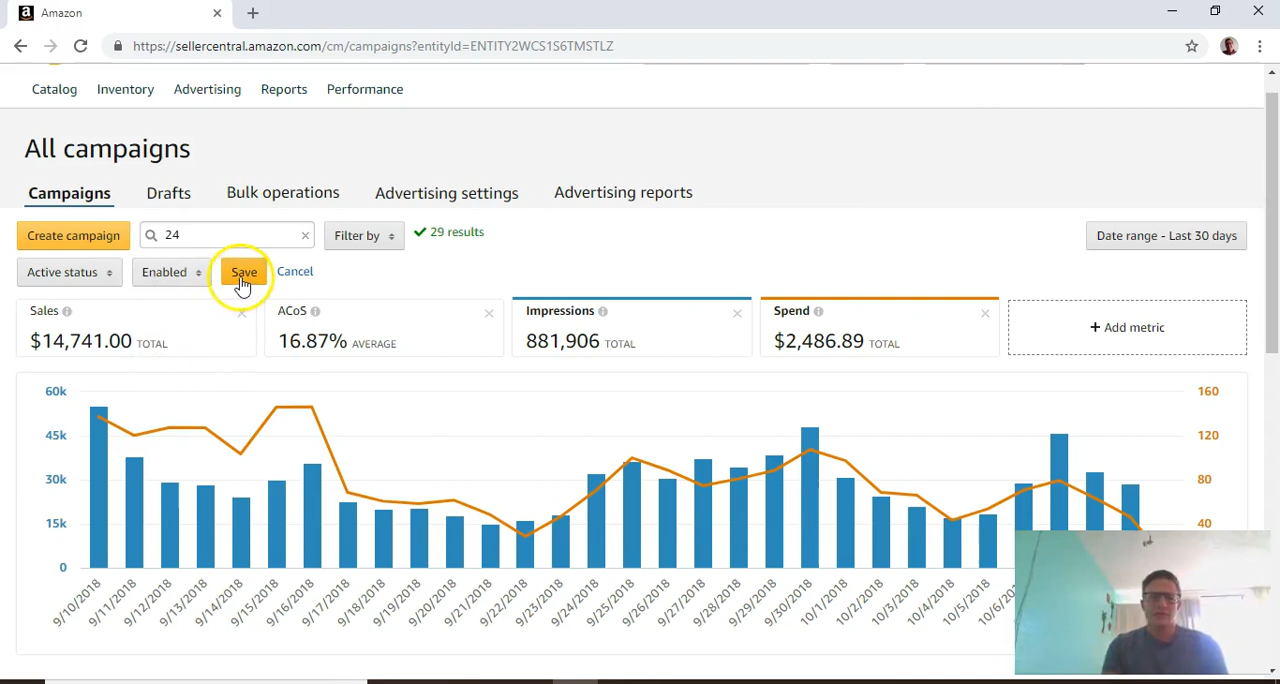 Amazon
https://sellercentral.amazon.com/cm/campaigns?entityId=ENTITY2WCS1S6TMSTLZ
Catalog Inventory Advertising Reports Performance
All campaigns
Campaigns Drafts Bulk operations Advertising settings Advertising reports
Create campaign 24 Filter by 29 results Date range - Last 30 days
Active status Enabled Save Cancel
Sales ACoS Impressions Spend
+ Add metric
$14,741.00 TOTAL 16.87% AVERAGE 881,906 TOTAL $2,486.89 TOTAL
60k 160
45k 120
30k 80
15k 40
0
9/10/2018 9/11/2018 9/12/2018 9/13/2018 9/14/2018 9/15/2018 9/16/2018 9/17/2018 9/18/2018 9/19/2018 9/20/2018 9/21/2018 9/22/2018 9/23/2018 9/24/2018 9/25/2018 9/26/2018 9/27/2018 9/28/2018 9/29/2018 9/30/2018 10/1/2018 10/2/2018 10/3/2018 10/4/2018 10/5/2018 10/6